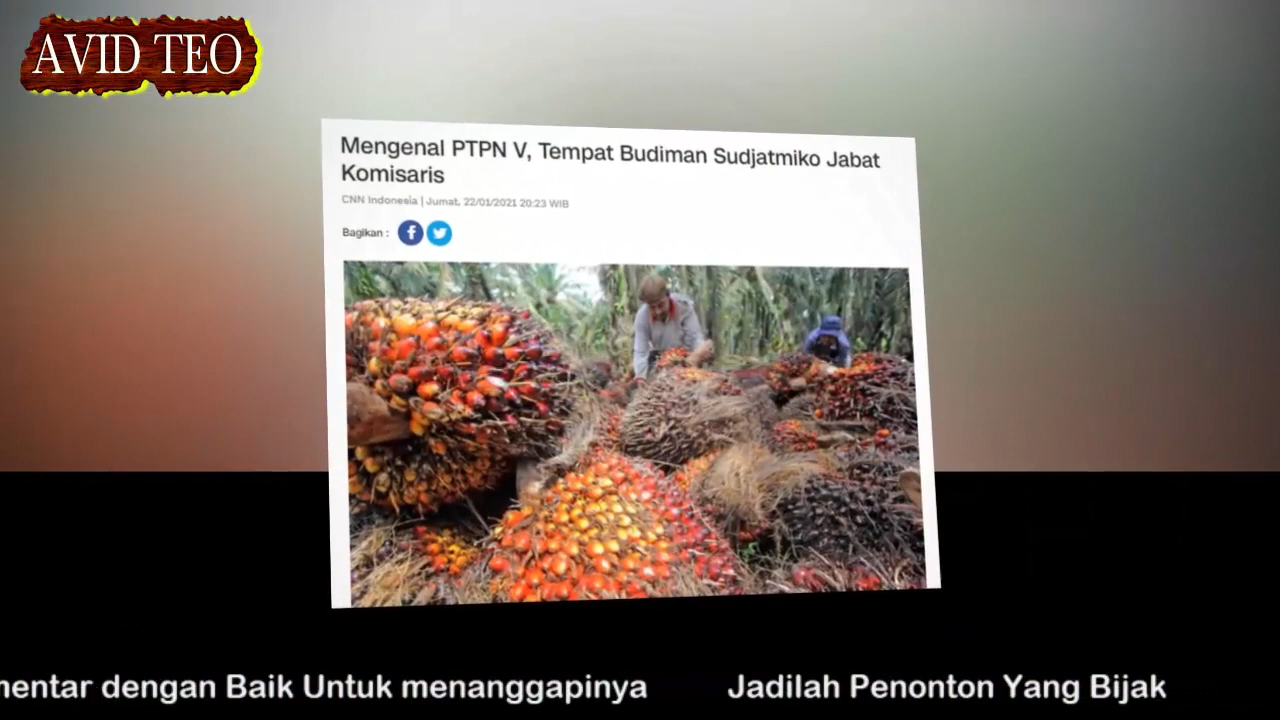 AVID TEO
Mengenal PTPN V, Tempat Budiman Sudjatmiko Jabat
Komisaris
CNN Indonesia | Jumat, 22/01/2021 20:23 WIB
Bagikan :
dengan Baik Untuk menanggapinya Jadilah Penonton Yang Bijak